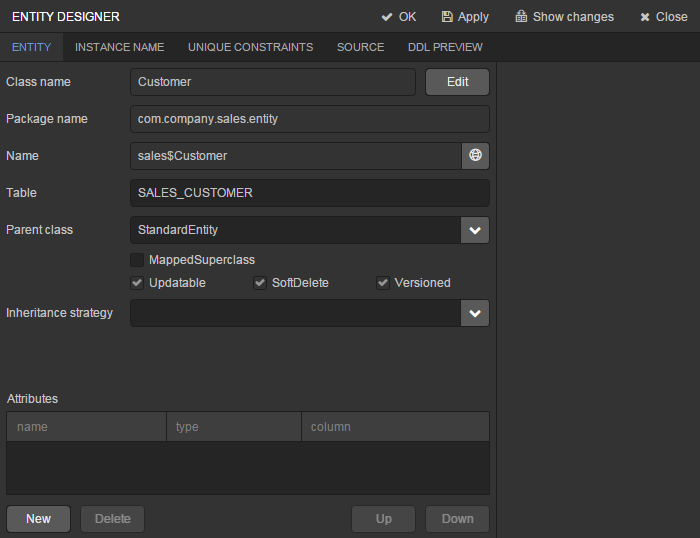 ENTITY DESIGNER OK Apply Show changes Close
ENTITY INSTANCE NAME UNIQUE CONSTRAINTS SOURCE DDL PREVIEW
Class name Customer Edit
Package name com.company.sales.entity
Name sales$Customer
Table SALES_CUSTOMER
Parent class StandardEntity
MappedSuperclass
Updatable SoftDelete Versioned
Inheritance strategy
Attributes
name type column
New Delete Up Down